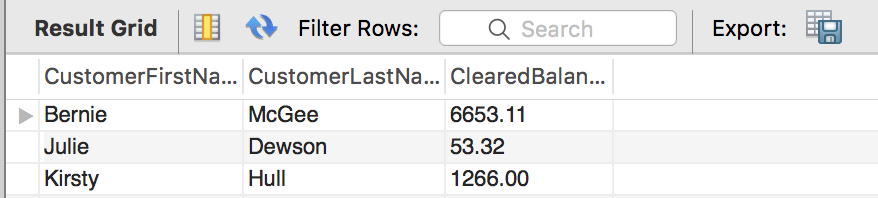 Result Grid Filter Rows: Search Export:
CustomerFirstNa... CustomerLastNa... ClearedBalan...
Bernie McGee 6653.11
Julie Dewson 53.32
Kirsty Hull 1266.00